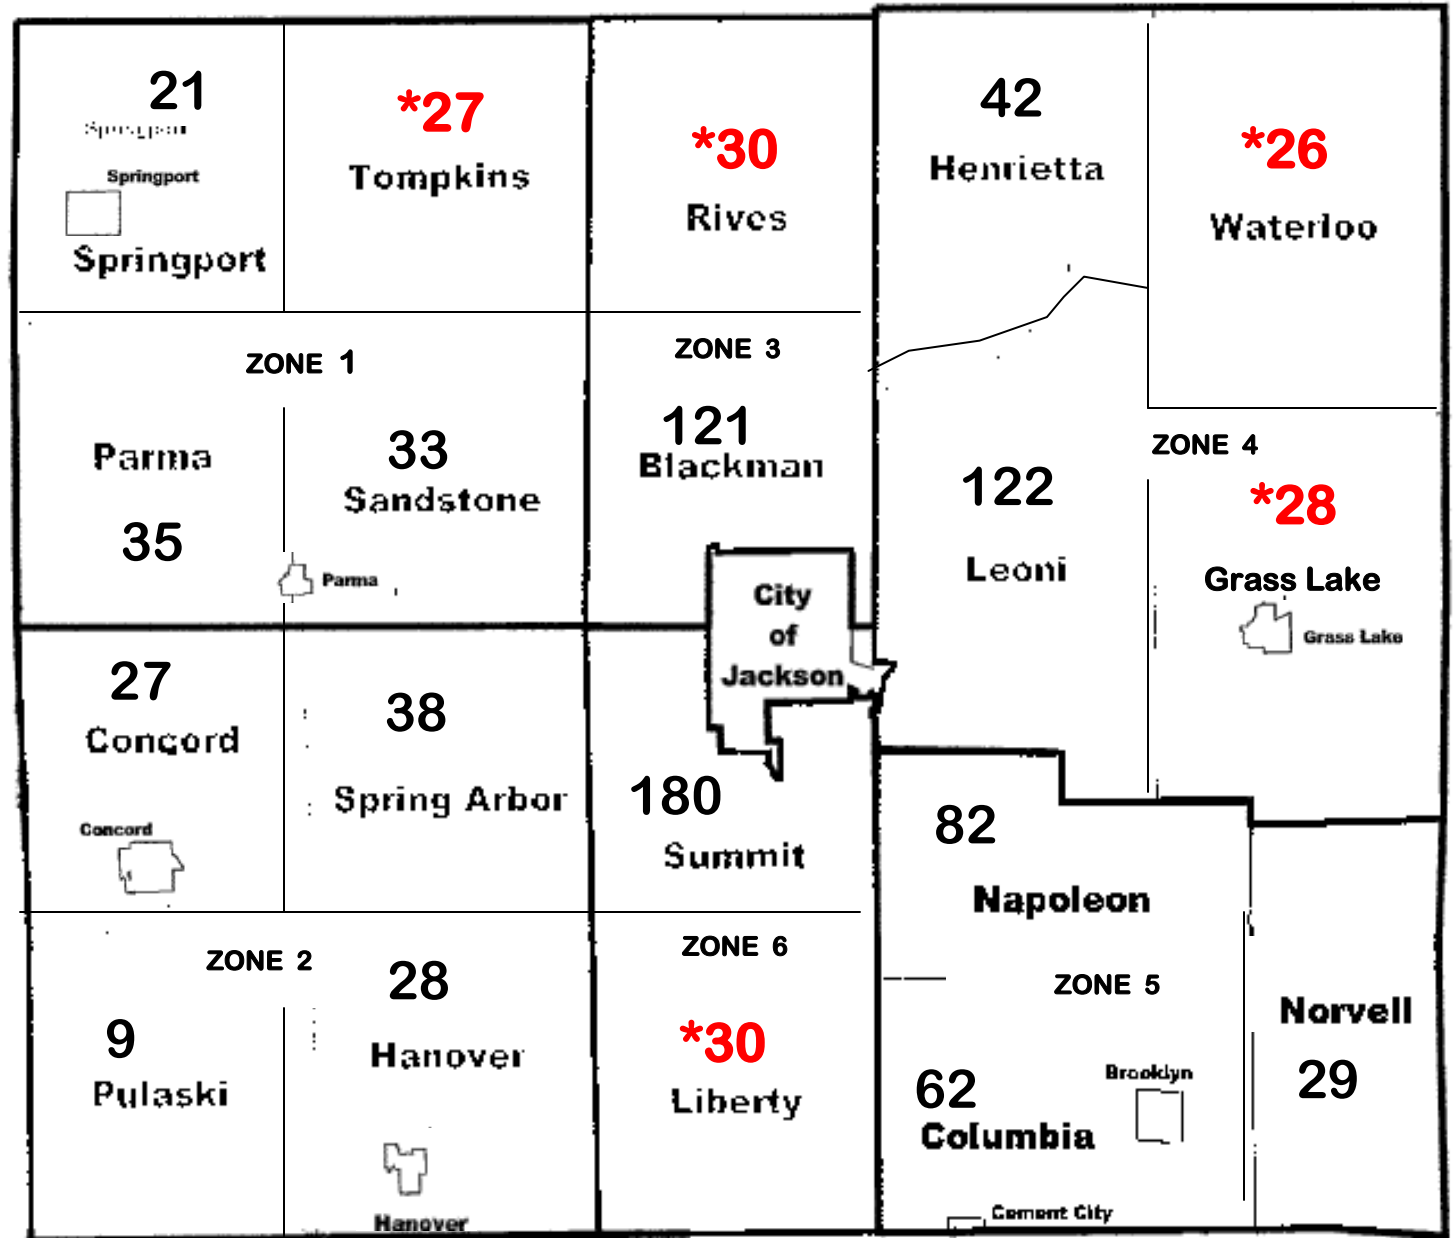 21
Springport
Springport
Springport
*27
Tompkins
*30
Rives
42
Henrietta
*26
Waterloo
ZONE 1
Parma
35
33
Sandstone
Parma
ZONE 3
121
Blackman
City
of
Jackson
122
Leoni
ZONE 4
*28
Grass Lake
Grass Lake
27
Concord
Concord
38
Spring Arbor
180
Summit
82
Napoleon
ZONE 2
9
Pulaski
28
Hanover
Hanover
ZONE 6
*30
Liberty
ZONE 5
62
Columbia
Brooklyn
Cement City
Norvell
29